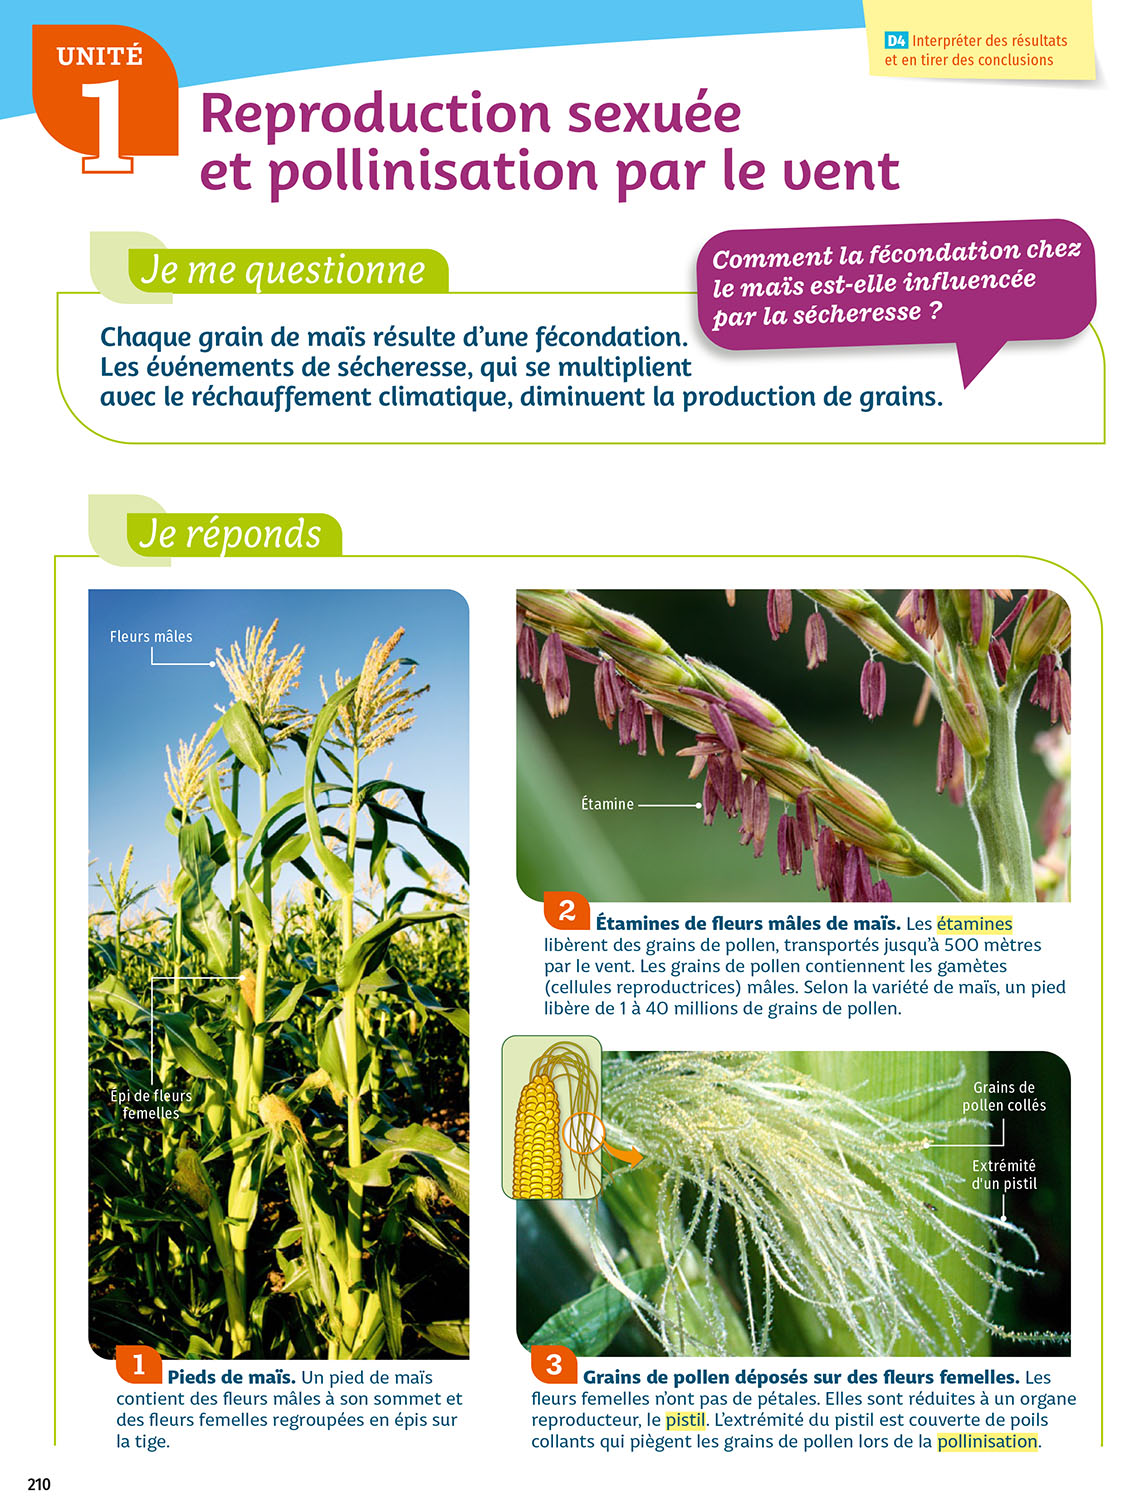 D4 Interpréter des résultats
et en tirer des conclusions
UNITÉ
1
Reproduction sexuée
et pollinisation par le vent
Je me questionne
Comment la fécondation chez
le maïs est-elle influencée
par la sécheresse ?
Chaque grain de maïs résulte d’une fécondation.
Les événements de sécheresse, qui se multiplient
avec le réchauffement climatique, diminuent la production de grains.
Je réponds
Fleurs mâles
Épi de fleurs
femelles
1 Pieds de maïs. Un pied de maïs
contient des fleurs mâles à son sommet et
des fleurs femelles regroupées en épis sur
la tige.
Étamine
2 Étamines de fleurs mâles de maïs. Les étamines
libèrent des grains de pollen, transportés jusqu’à 500 mètres
par le vent. Les grains de pollen contiennent les gamètes
(cellules reproductrices) mâles. Selon la variété de maïs, un pied
libère de 1 à 40 millions de grains de pollen.
Grains de
pollen collés
Extrémité
d'un pistil
3 Grains de pollen déposés sur des fleurs femelles. Les
fleurs femelles n’ont pas de pétales. Elles sont réduites à un organe
reproducteur, le pistil. L’extrémité du pistil est couverte de poils
collants qui piègent les grains de pollen lors de la pollinisation.
210